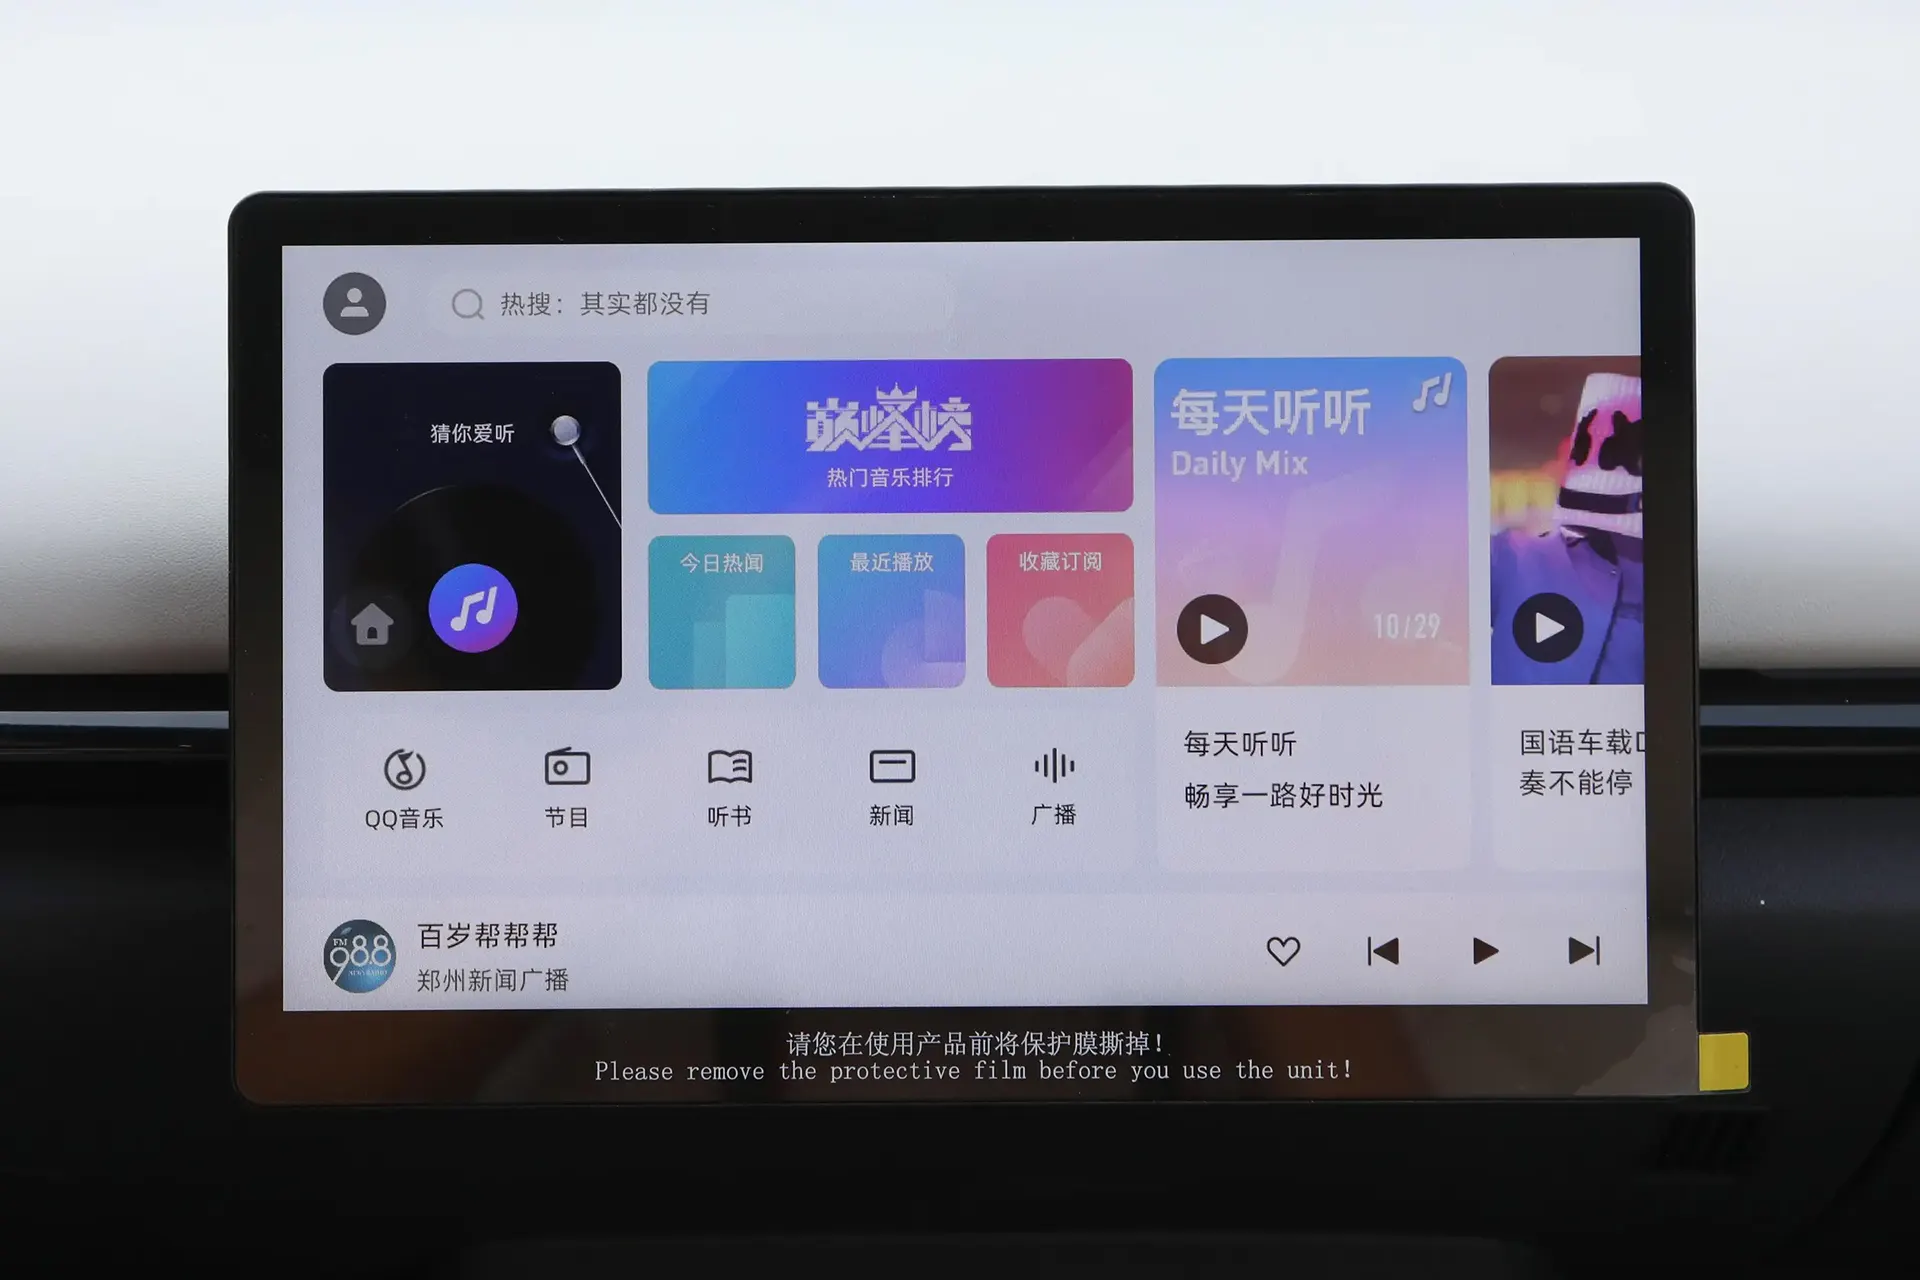 热搜：其实都没有
猜你爱听
巅峰榜
热门音乐排行
今日热闻
最近播放
收藏订阅
每天听听
Daily Mix
10/29
每天听听
畅享一路好时光
国语车载D
奏不能停
QQ音乐
节目
听书
新闻
广播
FM
98.8
NEWS RADIO
百岁帮帮帮
郑州新闻广播
请您在使用产品前将保护膜撕掉！
Please remove the protective film before you use the unit!